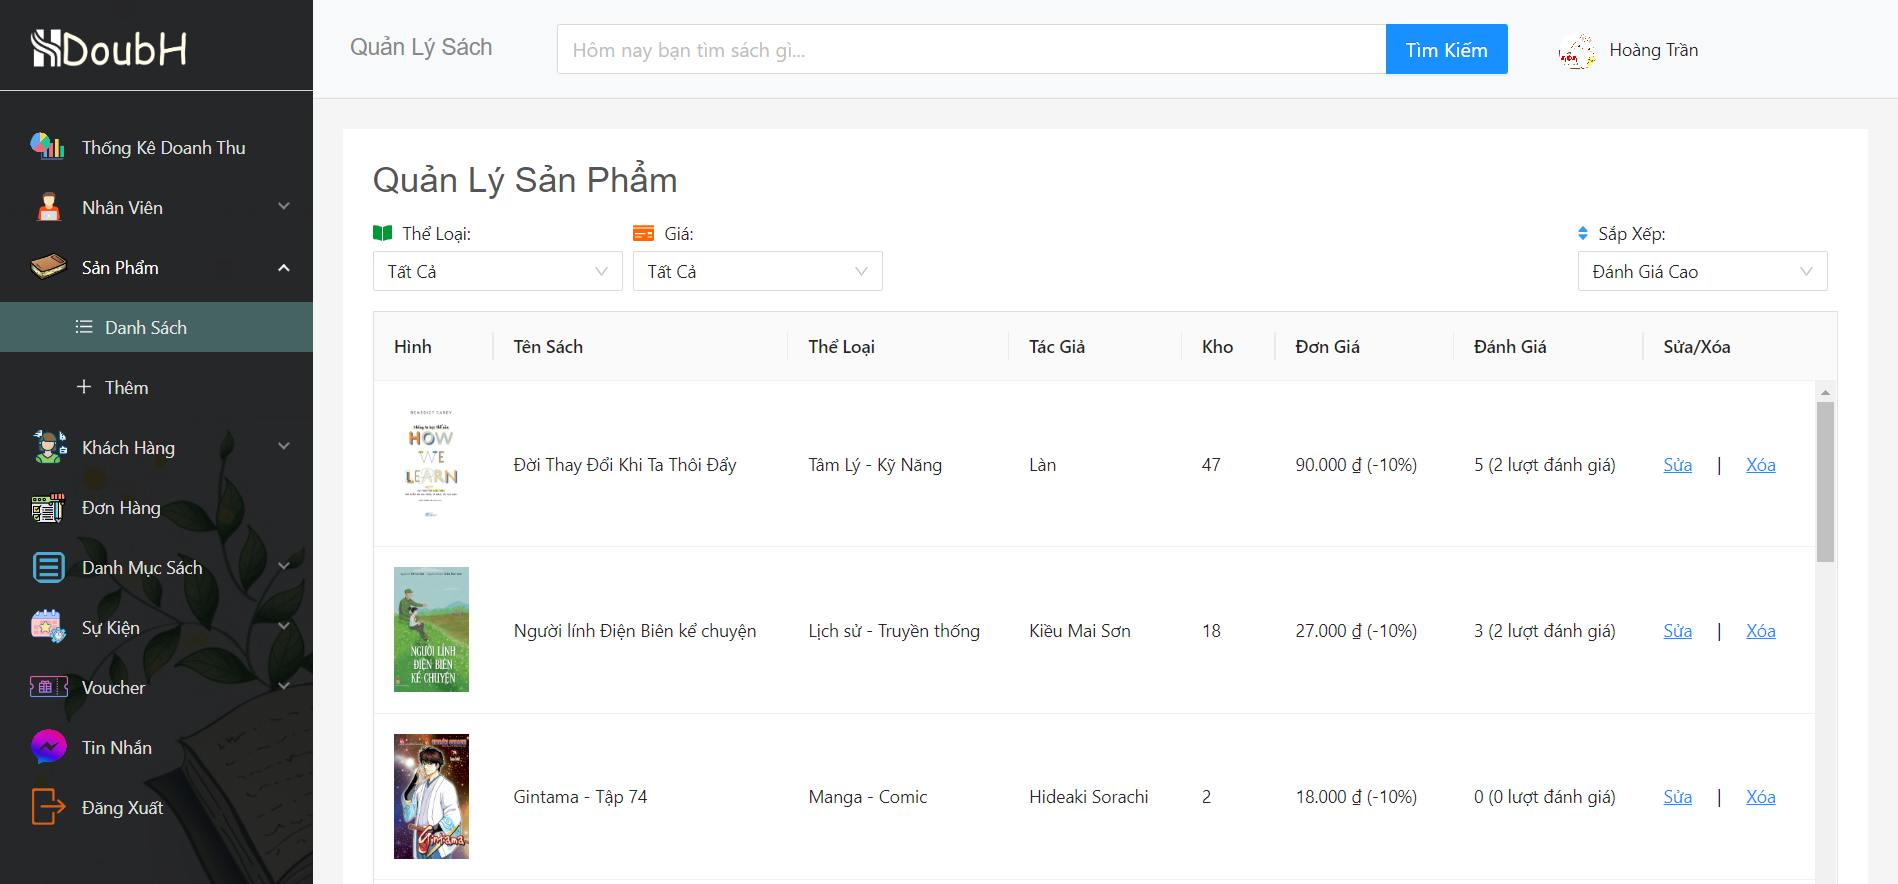 DoubH
Quản Lý Sách
Hôm nay bạn tìm sách gì...
Tìm Kiếm
Hoàng Trần
Thống Kê Doanh Thu
Nhân Viên
Sản Phẩm
Danh Sách
Thêm
Khách Hàng
Đơn Hàng
Danh Mục Sách
Sự Kiện
Voucher
Tin Nhắn
Đăng Xuất
Quản Lý Sản Phẩm
Thể Loại:
Giá:
Sắp Xếp:
Tất Cả
Tất Cả
Đánh Giá Cao
Hình Tên Sách Thể Loại Tác Giả Kho Đơn Giá Đánh Giá Sửa/Xóa
BENEDICT CAREY
HOW
WE
LEARN
Đời Thay Đổi Khi Ta Thôi Đẩy Tâm Lý - Kỹ Năng Làn 47 90.000 ₫ (-10%) 5 (2 lượt đánh giá) Sửa | Xóa
NGƯỜI LÍNH
ĐIỆN BIÊN
KỂ CHUYỆN
Người lính Điện Biên kể chuyện Lịch sử - Truyền thống Kiều Mai Sơn 18 27.000 ₫ (-10%) 3 (2 lượt đánh giá) Sửa | Xóa
Gintama
Gintama - Tập 74 Manga - Comic Hideaki Sorachi 2 18.000 ₫ (-10%) 0 (0 lượt đánh giá) Sửa | Xóa